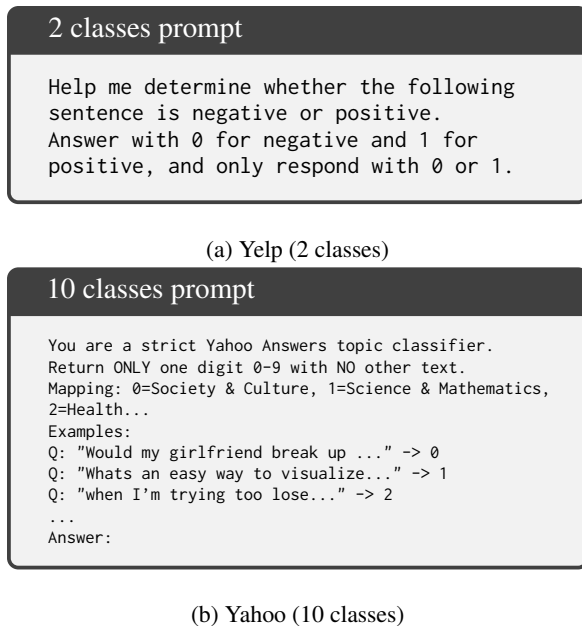 2 classes prompt
Help me determine whether the following
sentence is negative or positive.
Answer with 0 for negative and 1 for
positive, and only respond with 0 or 1.
(a) Yelp (2 classes)
10 classes prompt
You are a strict Yahoo Answers topic classifier.
Return ONLY one digit 0-9 with NO other text.
Mapping: 0=Society & Culture, 1=Science & Mathematics,
2=Health...
Examples:
Q: "Would my girlfriend break up ..." -> 0
Q: "Whats an easy way to visualize..." -> 1
Q: "when I'm trying too lose..." -> 2
...
Answer:
(b) Yahoo (10 classes)